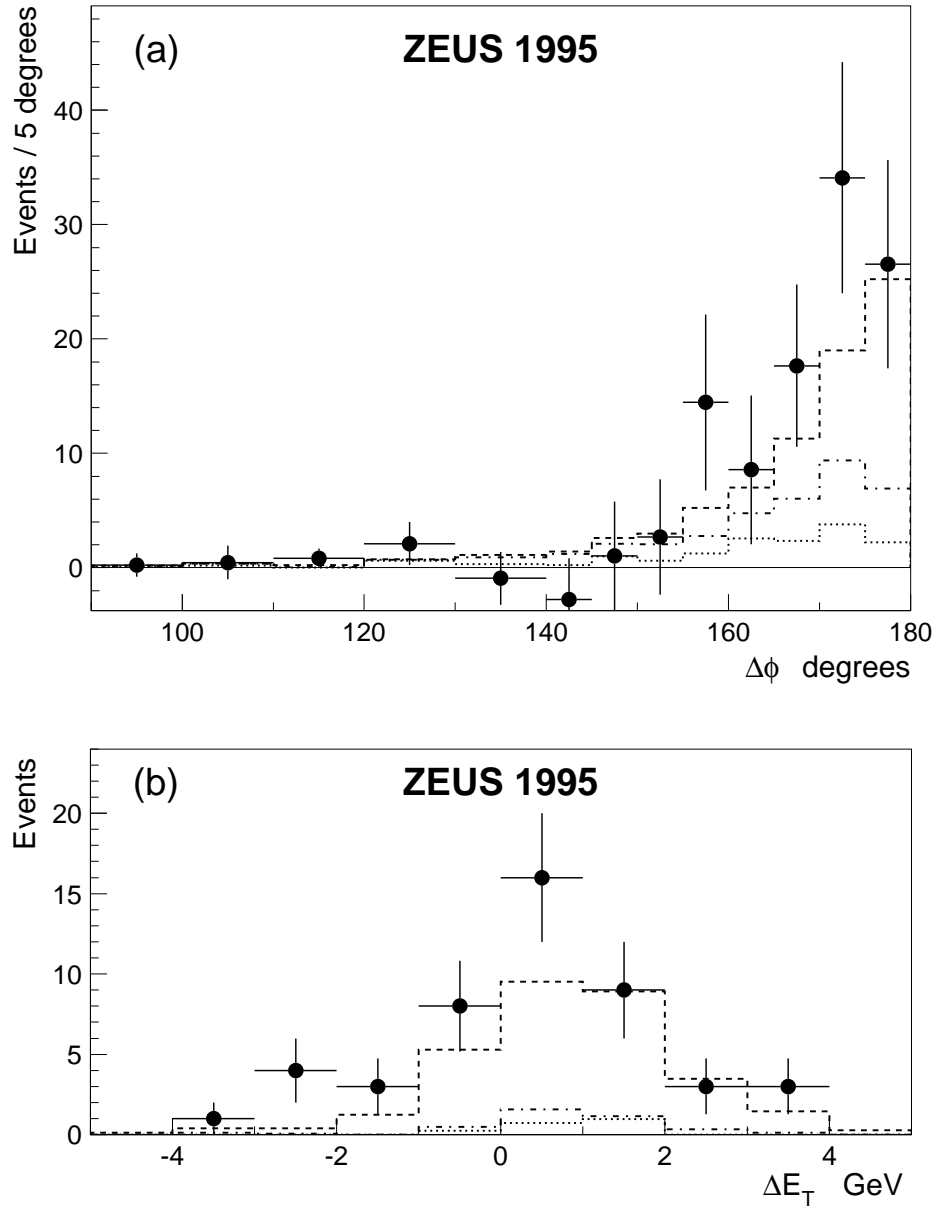 (a) ZEUS 1995
Events / 5 degrees
40
30
20
10
0
100 120 140 160 180
Δϕ degrees
(b) ZEUS 1995
Events
20
15
10
5
0
-4 -2 0 2 4
ΔE_T GeV